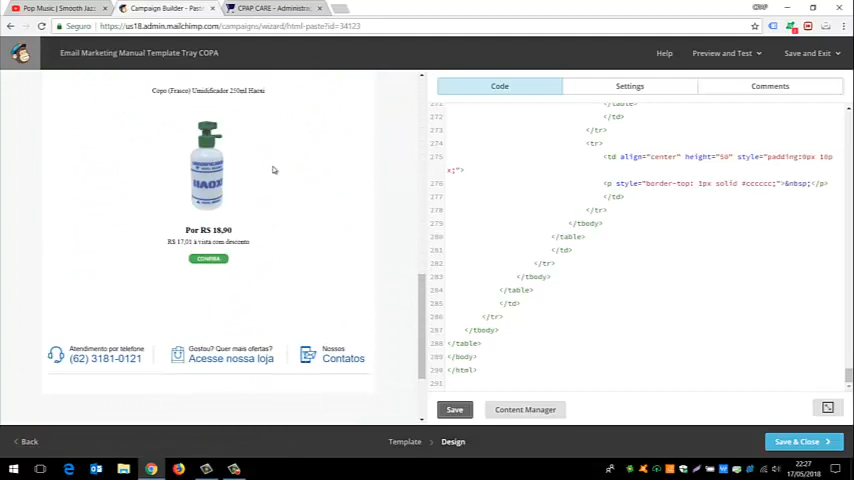 Pop Music | Smooth Jaz
Campaign Builder - Paste
CPAP CARE – Administra
Seguro
https://us18.admin.mailchimp.com/campaigns/wizard/html-paste?id=34123
Email Marketing Manual Template Tray COPA
Help
Preview and Test
Save and Exit
Code
Settings
Comments
Copo (Frasco) Umidificador 250ml Haoxi
HAOXI
Por R$ 18,90
R$ 17,01 à vista com desconto
CONFIRA
Atendimento por telefone
(62) 3181-0121
Gostou? Quer mais ofertas?
Acesse nossa loja
Nossos
Contatos
271 </table>
272 </td>
273 </tr>
274 <tr>
275 <td align="center" height="50" style="padding:0px 10p
x;">
276 <p style="border-top: 1px solid #cccccc;">&nbsp;</p>
277 </td>
278 </tr>
279 </tbody>
280 </table>
281 </td>
282 </tr>
283 </tbody>
284 </table>
285 </td>
286 </tr>
287 </tbody>
288 </table>
289 </body>
290 </html>
291
Save
Content Manager
Back
Template
Design
Save & Close
22:27
17/05/2018